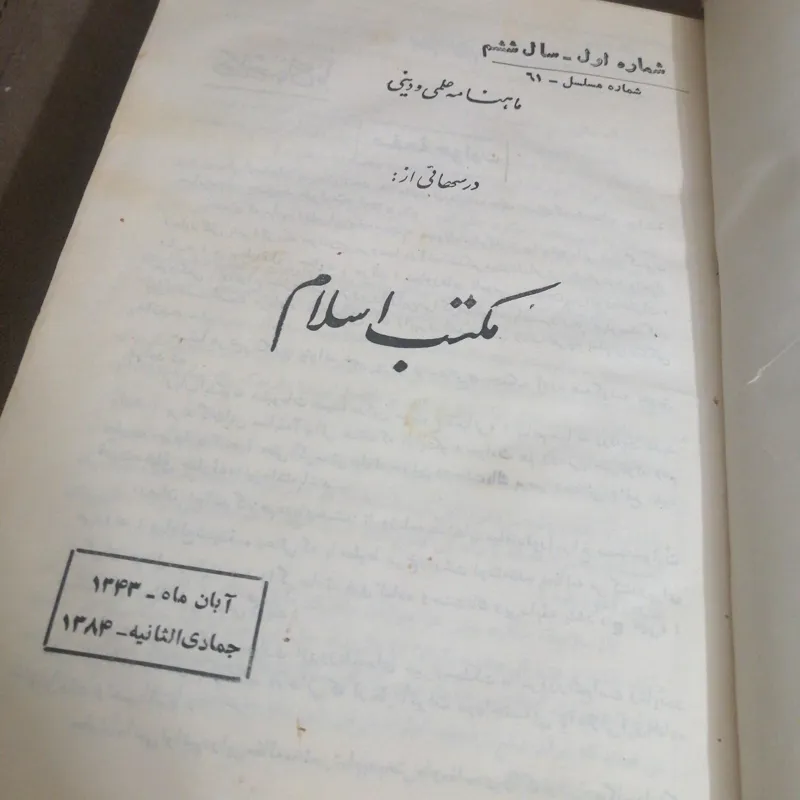 شماره اول - سال ششم
شماره مسلسل - ٦١
ماهنامه علمی و دینی
درسهائی از:
مکتب اسلام
آبان ماه - ۱۳۴۳
جمادی الثانیه - ۱۳۸۴